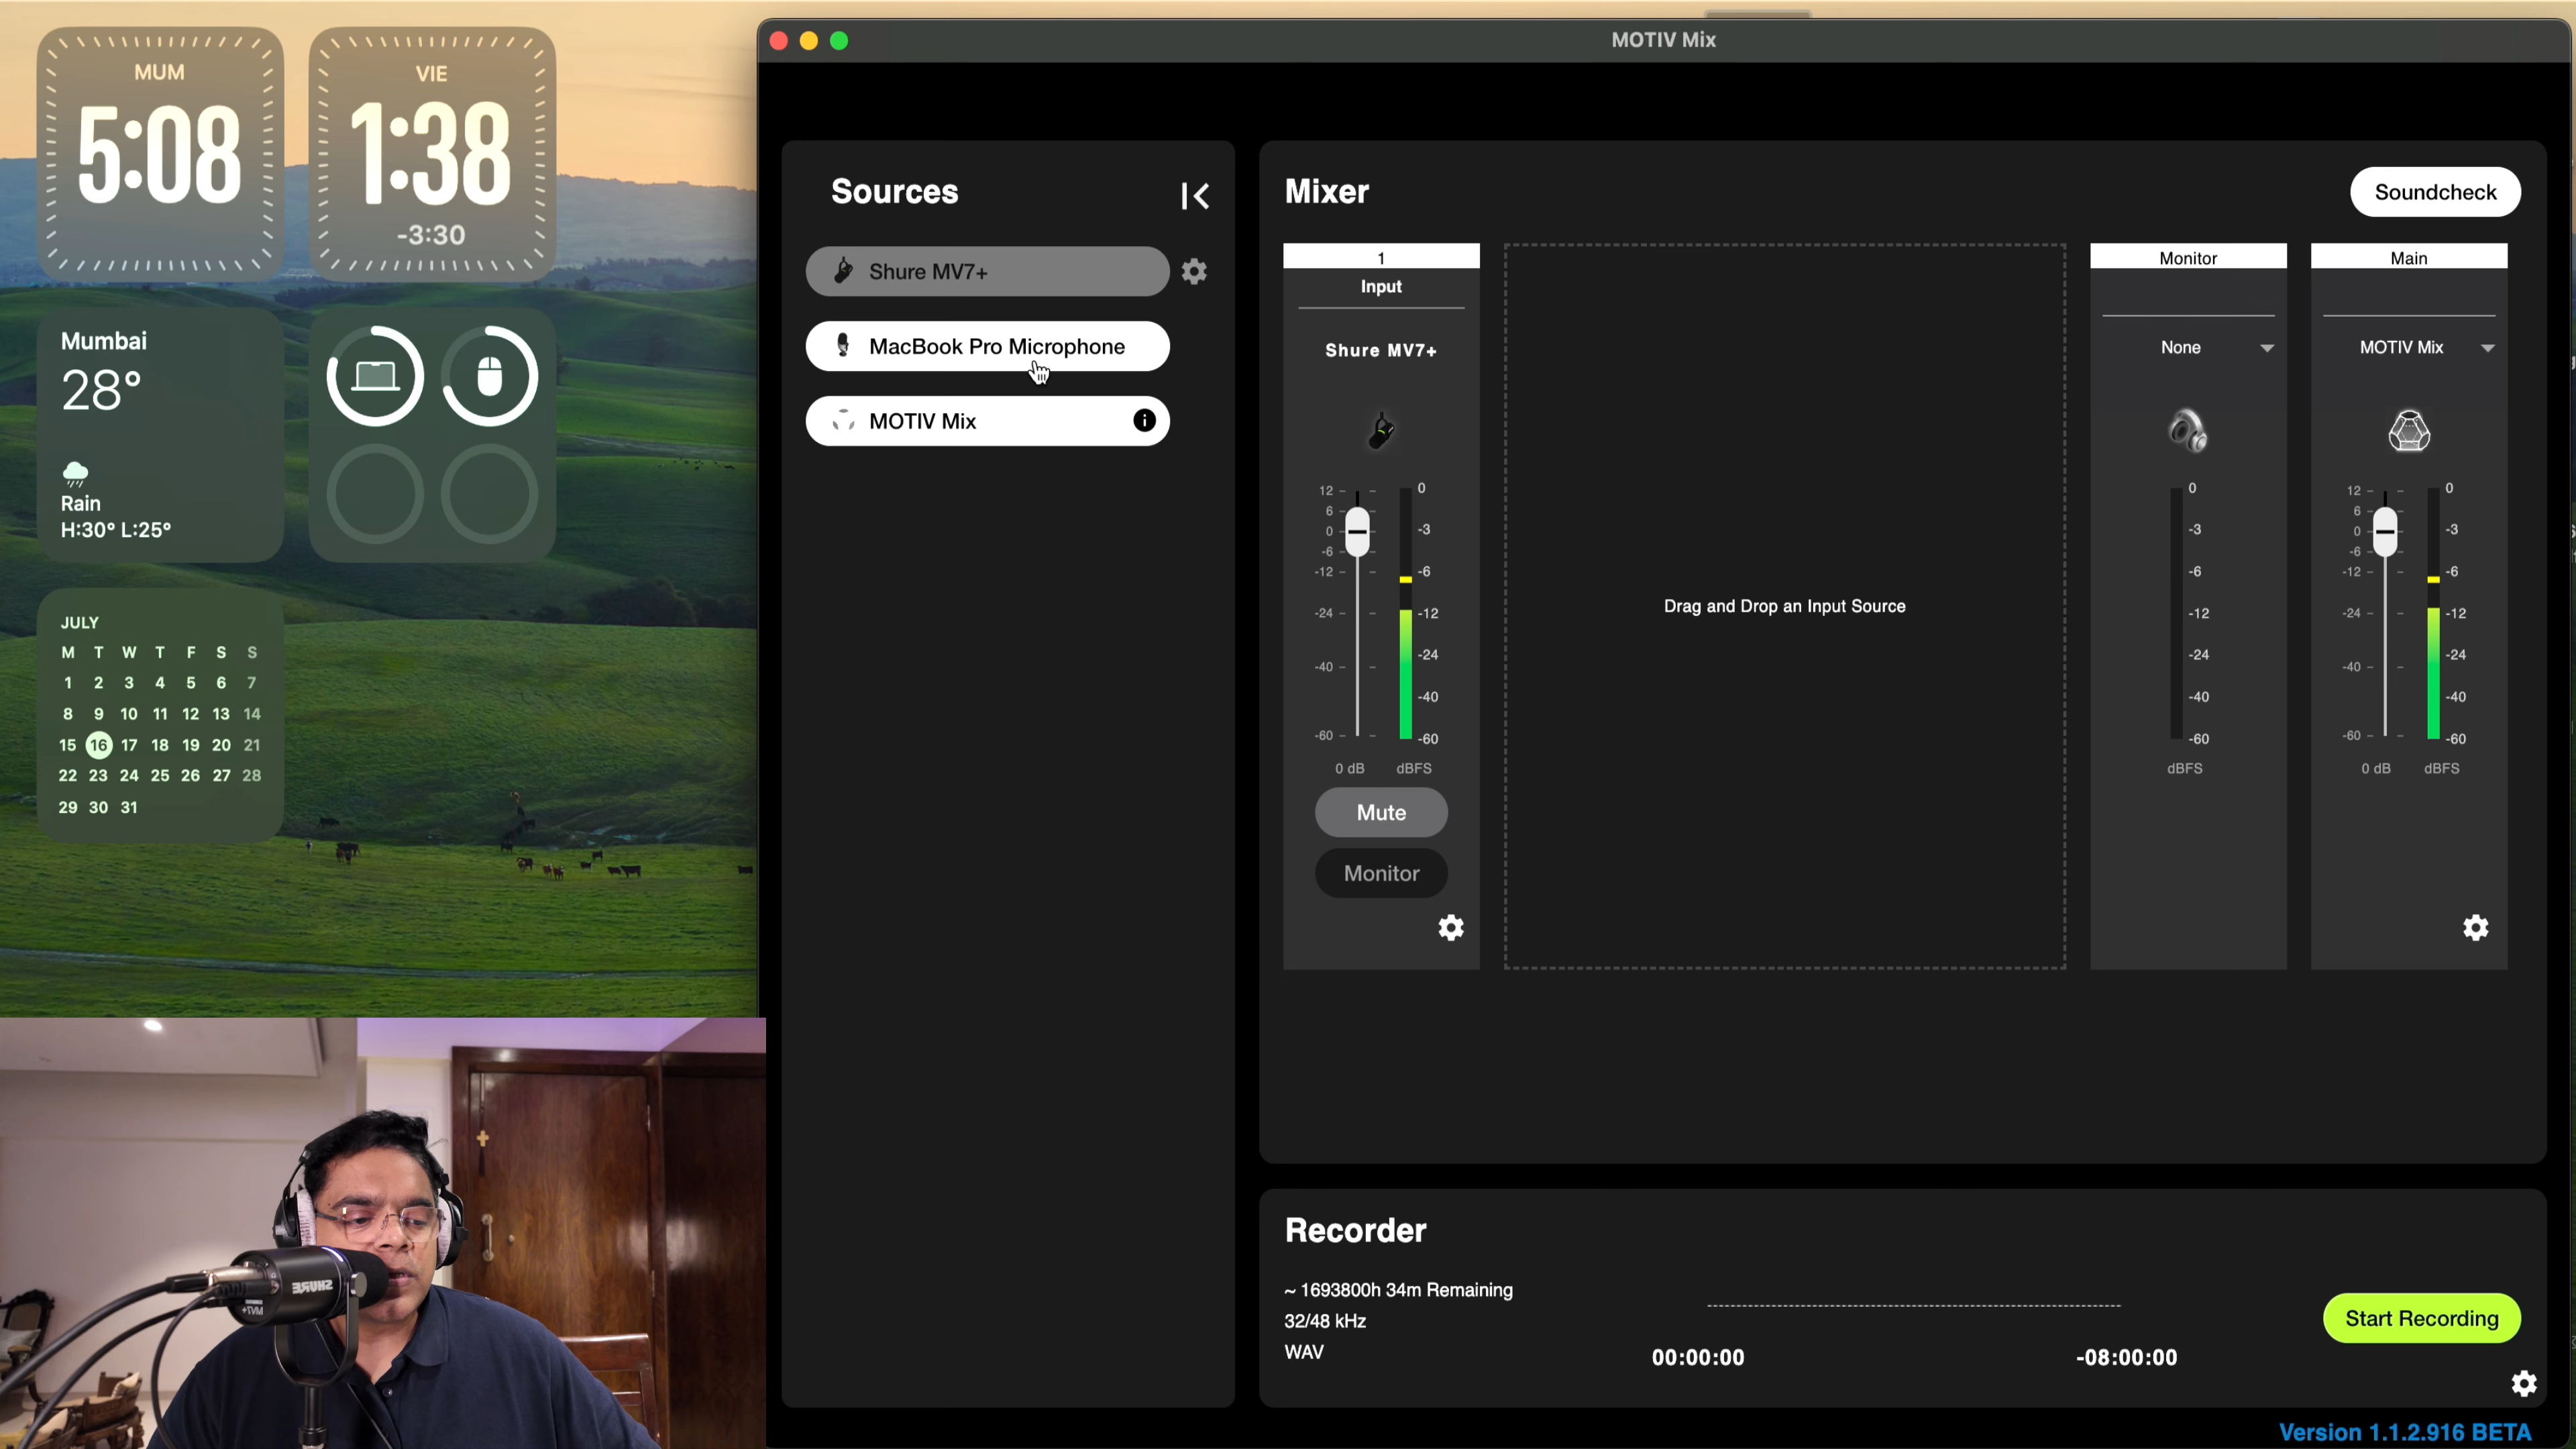 MUM
5:08
VIE
1:38
-3:30
Mumbai
28°
Rain
H:30° L:25°
JULY
M T W T F S S
1 2 3 4 5 6 7
8 9 10 11 12 13 14
15 16 17 18 19 20 21
22 23 24 25 26 27 28
29 30 31
SHURE
MV7+
MOTIV Mix
Sources
Shure MV7+
MacBook Pro Microphone
MOTIV Mix
i
Mixer
Soundcheck
1
Input
Shure MV7+
12
6
0
-6
-12
-24
-40
-60
0
-3
-6
-12
-24
-40
-60
0 dB dBFS
Mute
Monitor
Drag and Drop an Input Source
Monitor
None
0
-3
-6
-12
-24
-40
-60
dBFS
Main
MOTIV Mix
12
6
0
-6
-12
-24
-40
-60
0
-3
-6
-12
-24
-40
-60
0 dB dBFS
Recorder
~ 1693800h 34m Remaining
32/48 kHz
WAV
00:00:00
-08:00:00
Start Recording
Version 1.1.2.916 BETA